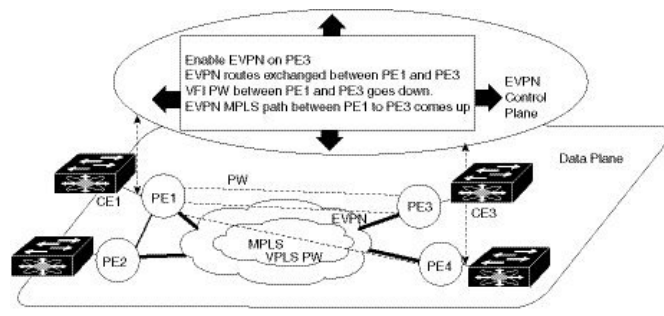 Enable EVPN on PE3
EVPN routes exchanged between PE1 and PE3
VFI PW between PE1 and PE3 goes down.
EVPN MPLS path between PE1 to PE3 comes up
EVPN
Control
Plane
Data Plane
CE1
PE1
PW
EVPN
PE3
CE3
MPLS
VPLS PW
PE2
PE4